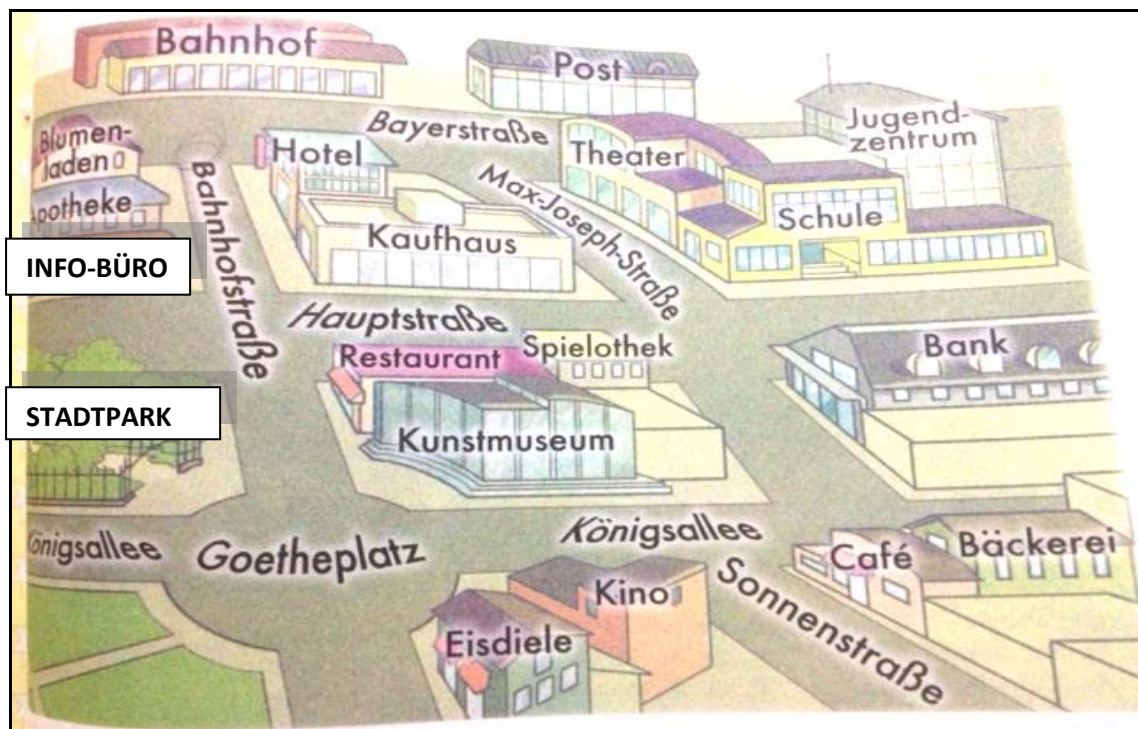 Bahnhof
Post
Bayerstraße
Jugend-
zentrum
Blumen-
laden
Hotel
Theater
Apotheke
Bahnhofstraße
Max-Joseph-Straße
Kaufhaus
Schule
INFO-BÜRO
Hauptstraße
Restaurant
Spielothek
Bank
STADTPARK
Kunstmuseum
Königsallee
Goetheplatz
Königsallee
Café
Bäckerei
Kino
Sonnenstraße
Eisdiele